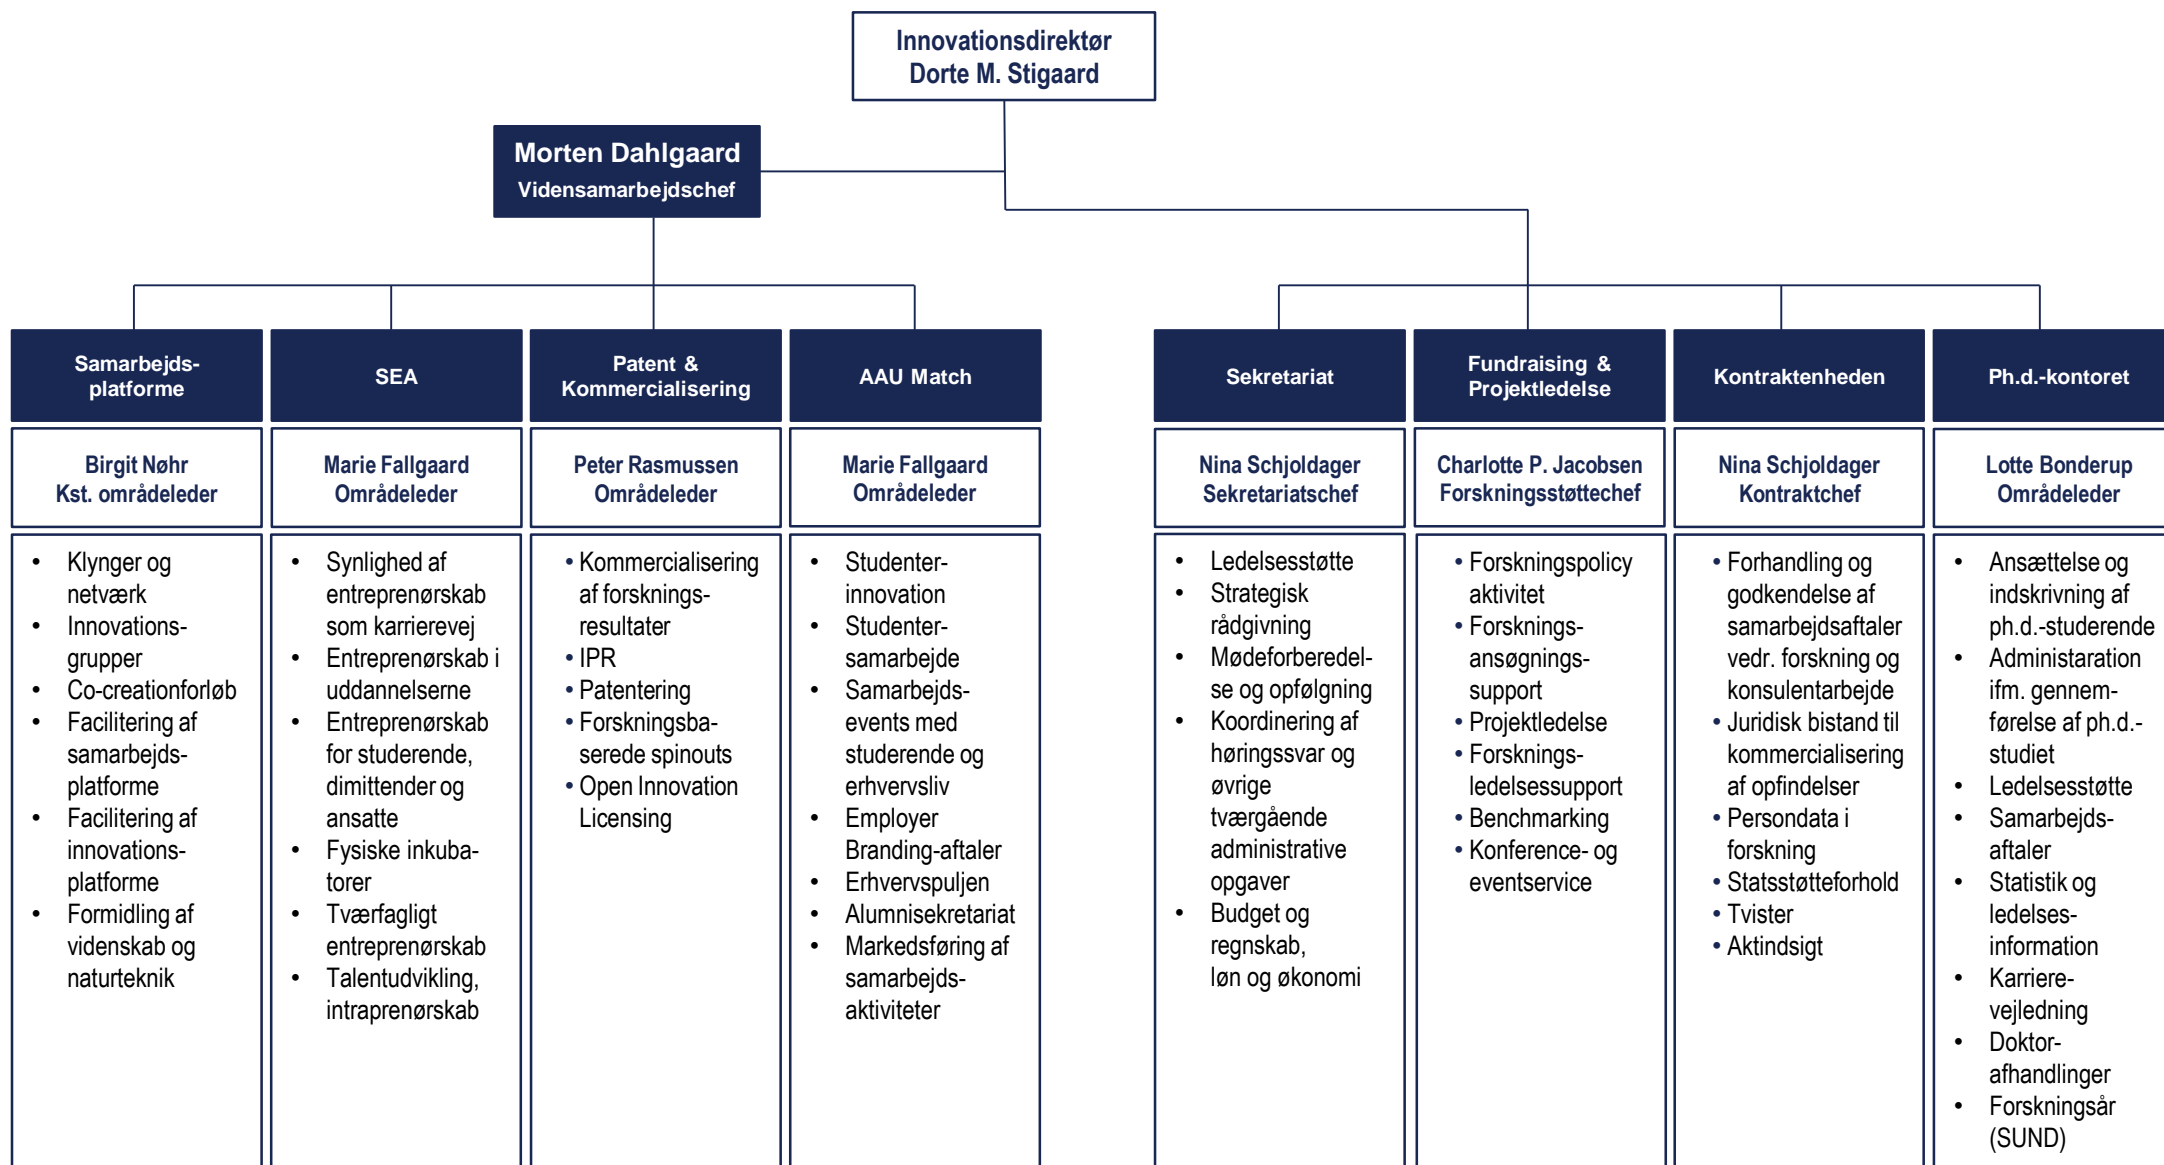 Innovationsdirektør
Dorte M. Stigaard
Morten Dahlgaard
Vidensamarbejdschef
Samarbejds-
platforme
Birgit Nøhr
Kst. områdeleder
• Klynger og
netværk
• Innovations-
grupper
• Co-creationforløb
• Facilitering af
samarbejds-
platforme
• Facilitering af
innovations-
platforme
• Formidling af
videnskab og
naturteknik
SEA
Marie Fallgaard
Områdeleder
• Synlighed af
entreprenørskab
som karrierevej
• Entreprenørskab i
uddannelserne
• Entreprenørskab
for studerende,
dimittender og
ansatte
• Fysiske inkuba-
torer
• Tværfagligt
entreprenørskab
• Talentudvikling,
intraprenørskab
Patent &
Kommercialisering
Peter Rasmussen
Områdeleder
• Kommercialisering
af forsknings-
resultater
• IPR
• Patentering
• Forskningsba-
serede spinouts
• Open Innovation
Licensing
AAU Match
Marie Fallgaard
Områdeleder
• Studenter-
innovation
• Studenter-
samarbejde
• Samarbejds-
events med
studerende og
erhvervsliv
• Employer
Branding-aftaler
• Erhvervspuljen
• Alumnisekretariat
• Markedsføring af
samarbejds-
aktiviteter
Sekretariat
Nina Schjoldager
Sekretariatschef
• Ledelsesstøtte
• Strategisk
rådgivning
• Mødeforberedel-
se og opfølgning
• Koordinering af
høringssvar og
øvrige
tværgående
administrative
opgaver
• Budget og
regnskab,
løn og økonomi
Fundraising &
Projektledelse
Charlotte P. Jacobsen
Forskningsstøttechef
• Forskningspolicy
aktivitet
• Forsknings-
ansøgnings-
support
• Projektledelse
• Forsknings-
ledelsessupport
• Benchmarking
• Konference- og
eventservice
Kontraktenheden
Nina Schjoldager
Kontraktchef
• Forhandling og
godkendelse af
samarbejdsaftaler
vedr. forskning og
konsulentarbejde
• Juridisk bistand til
kommercialisering
af opfindelser
• Persondata i
forskning
• Statsstøtteforhold
• Tvister
• Aktindsigt
Ph.d.-kontoret
Lotte Bonderup
Områdeleder
• Ansættelse og
indskrivning af
ph.d.-studerende
• Administaration
ifm. gennem-
førelse af ph.d.-
studiet
• Ledelsesstøtte
• Samarbejds-
aftaler
• Statistik og
ledelses-
information
• Karriere-
vejledning
• Doktor-
afhandlinger
• Forskningsår
(SUND)